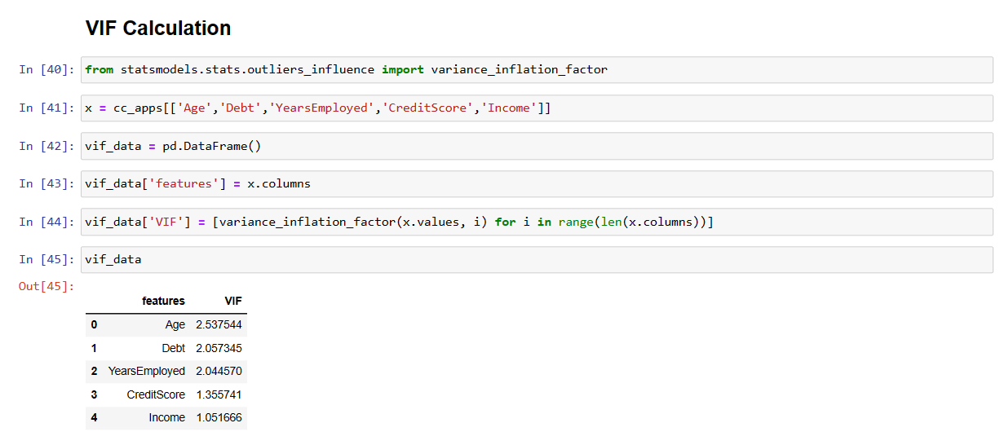 VIF Calculation
In [40]: from statsmodels.stats.outliers_influence import variance_inflation_factor
In [41]: x = cc_apps[['Age','Debt','YearsEmployed','CreditScore','Income']]
In [42]: vif_data = pd.DataFrame()
In [43]: vif_data['features'] = x.columns
In [44]: vif_data['VIF'] = [variance_inflation_factor(x.values, i) for i in range(len(x.columns))]
In [45]: vif_data
Out[45]:
features VIF
0 Age 2.537544
1 Debt 2.057345
2 YearsEmployed 2.044570
3 CreditScore 1.355741
4 Income 1.051666